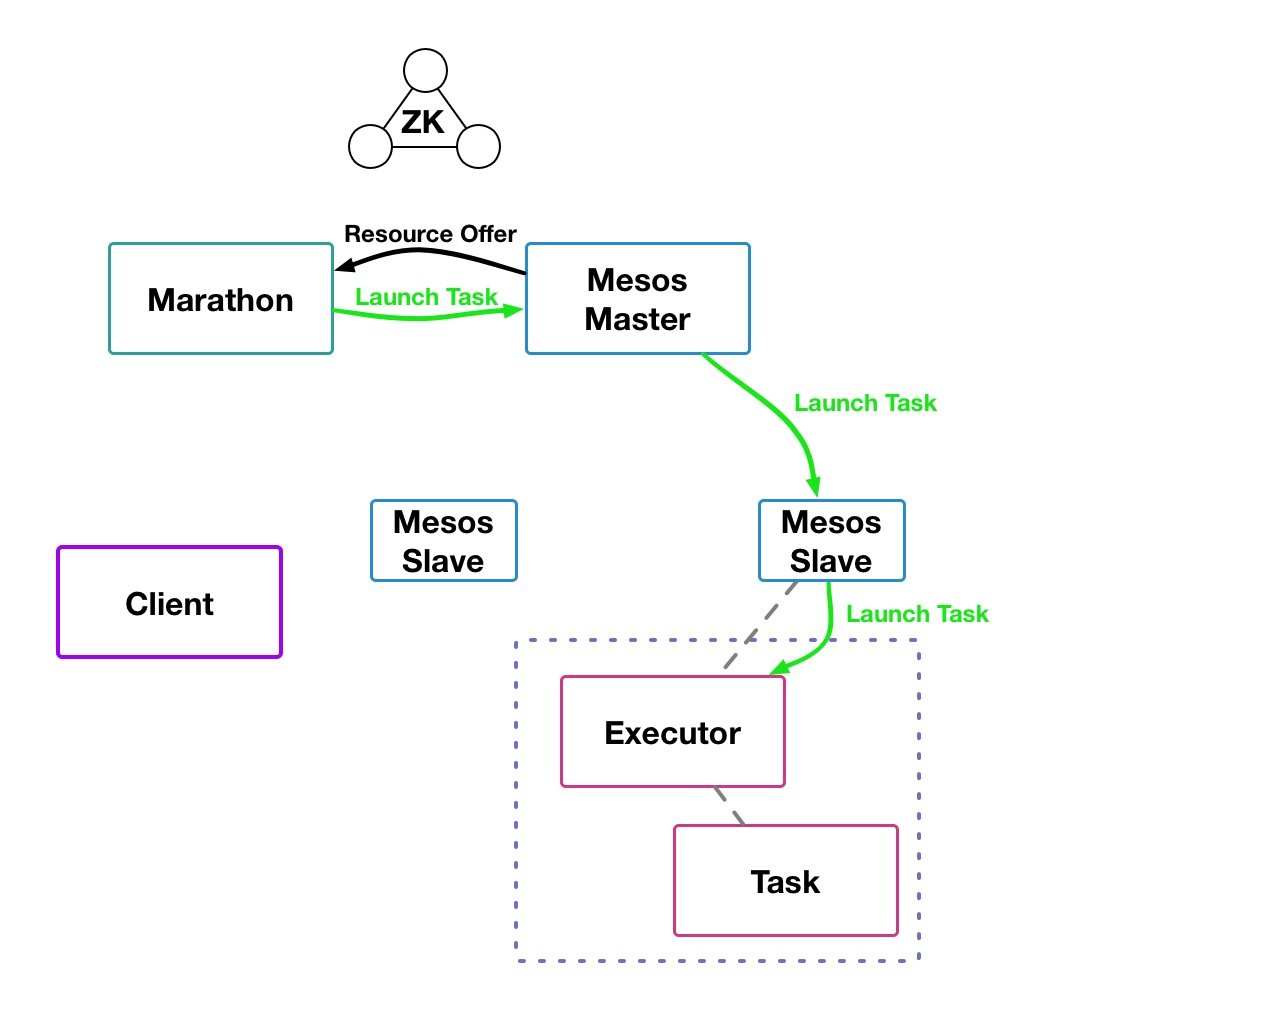 ZK
Resource Offer
Marathon
Launch Task
Mesos
Master
Launch Task
Mesos
Slave
Mesos
Slave
Client
Launch Task
Executor
Task